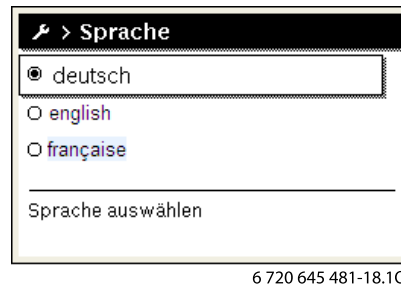 > Sprache
deutsch
english
française
Sprache auswählen
6 720 645 481-18.1O